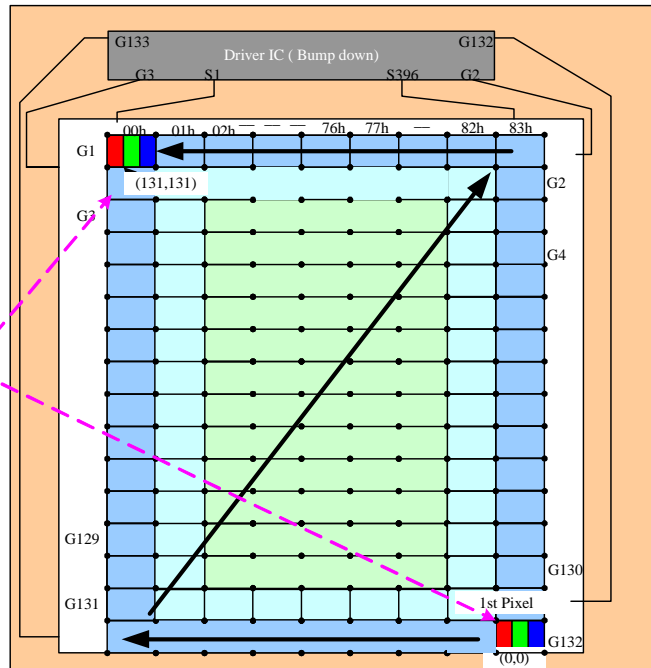 G133
G132
Driver IC ( Bump down)
G3
S1
S396
G2
00h
01h
02h
76h
77h
82h
83h
G1
(131,131)
G2
G3
G4
G129
G130
G131
1st Pixel
G132
(0,0)